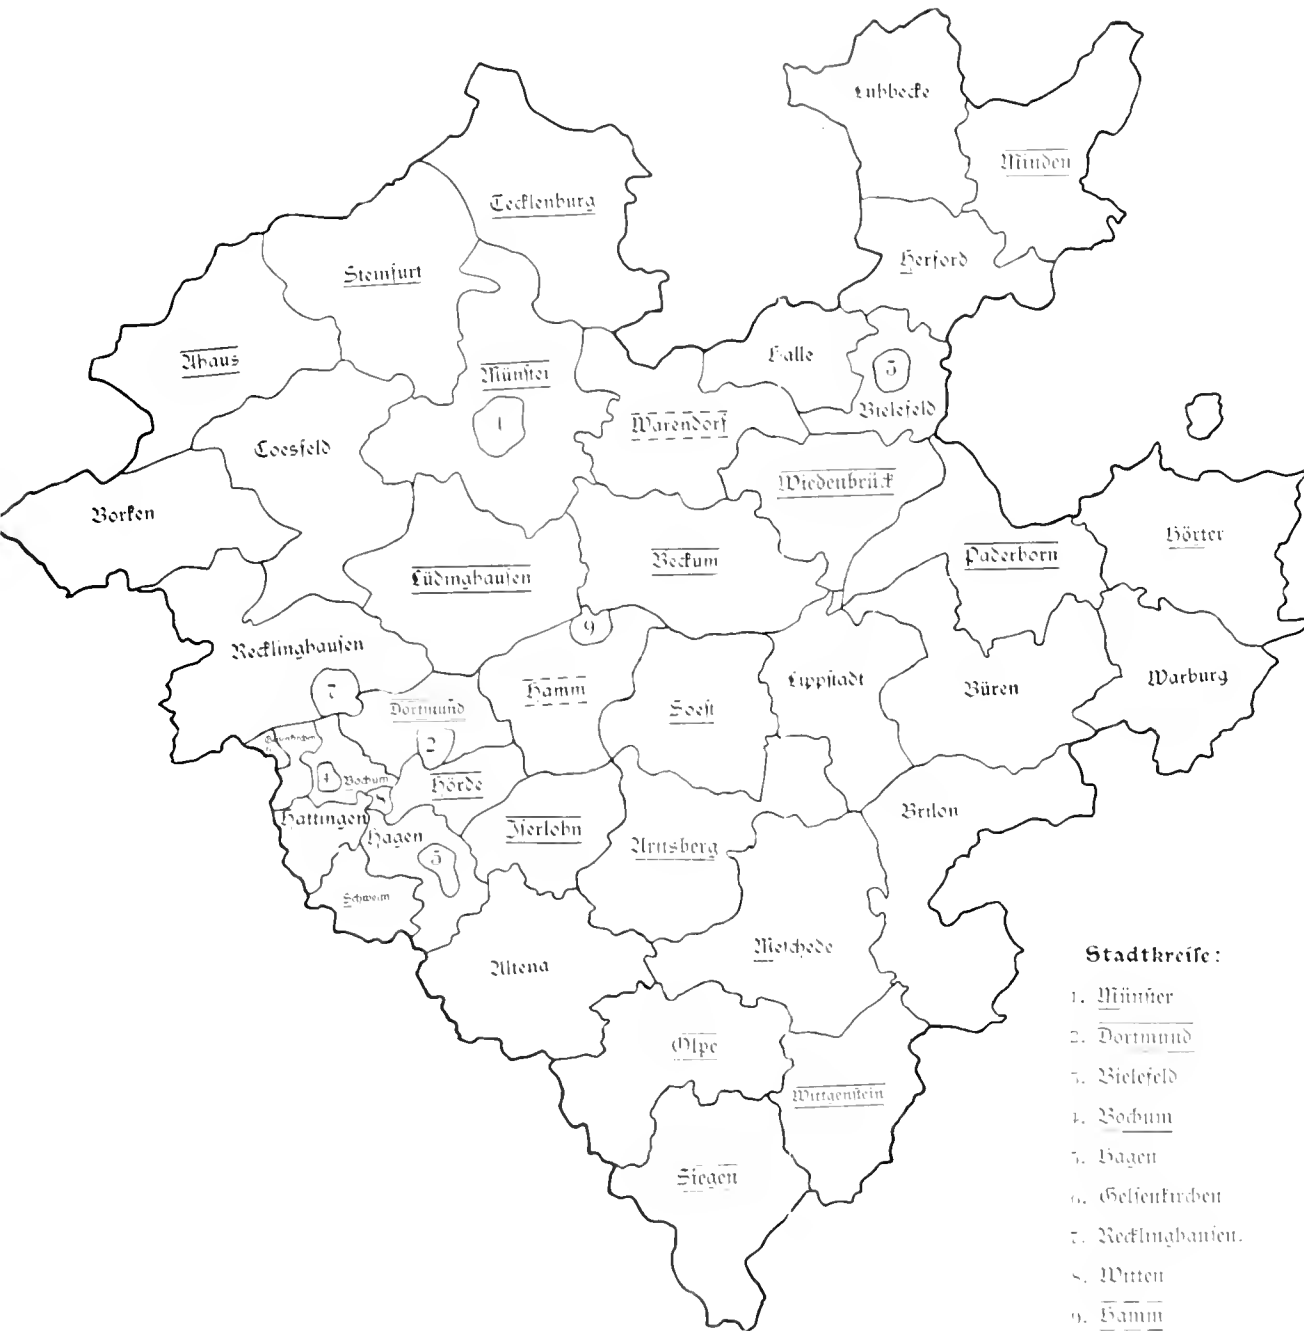 Lübbecke
Minden
Tecklenburg
Herford
Steinfurt
Halle
Ahaus
3
Münster
Bielefeld
1
Warendorf
Coesfeld
Wiedenbrück
Borken
Höxter
Paderborn
Beckum
Lüdinghausen
9
Recklinghausen
Warburg
Lippstadt
Büren
7
Hamm
Dortmund
Soest
2
4
Bochum
Hörde
8
Brilon
Hattingen
Hagen
Iserlohn
Arnsberg
5
Schwelm
Meschede
Altena
Olpe
Wittgenstein
Siegen
Stadtkreise:
1. Münster
2. Dortmund
3. Bielefeld
4. Bochum
5. Hagen
6. Gelsenkirchen
7. Recklinghausen.
8. Witten
9. Hamm